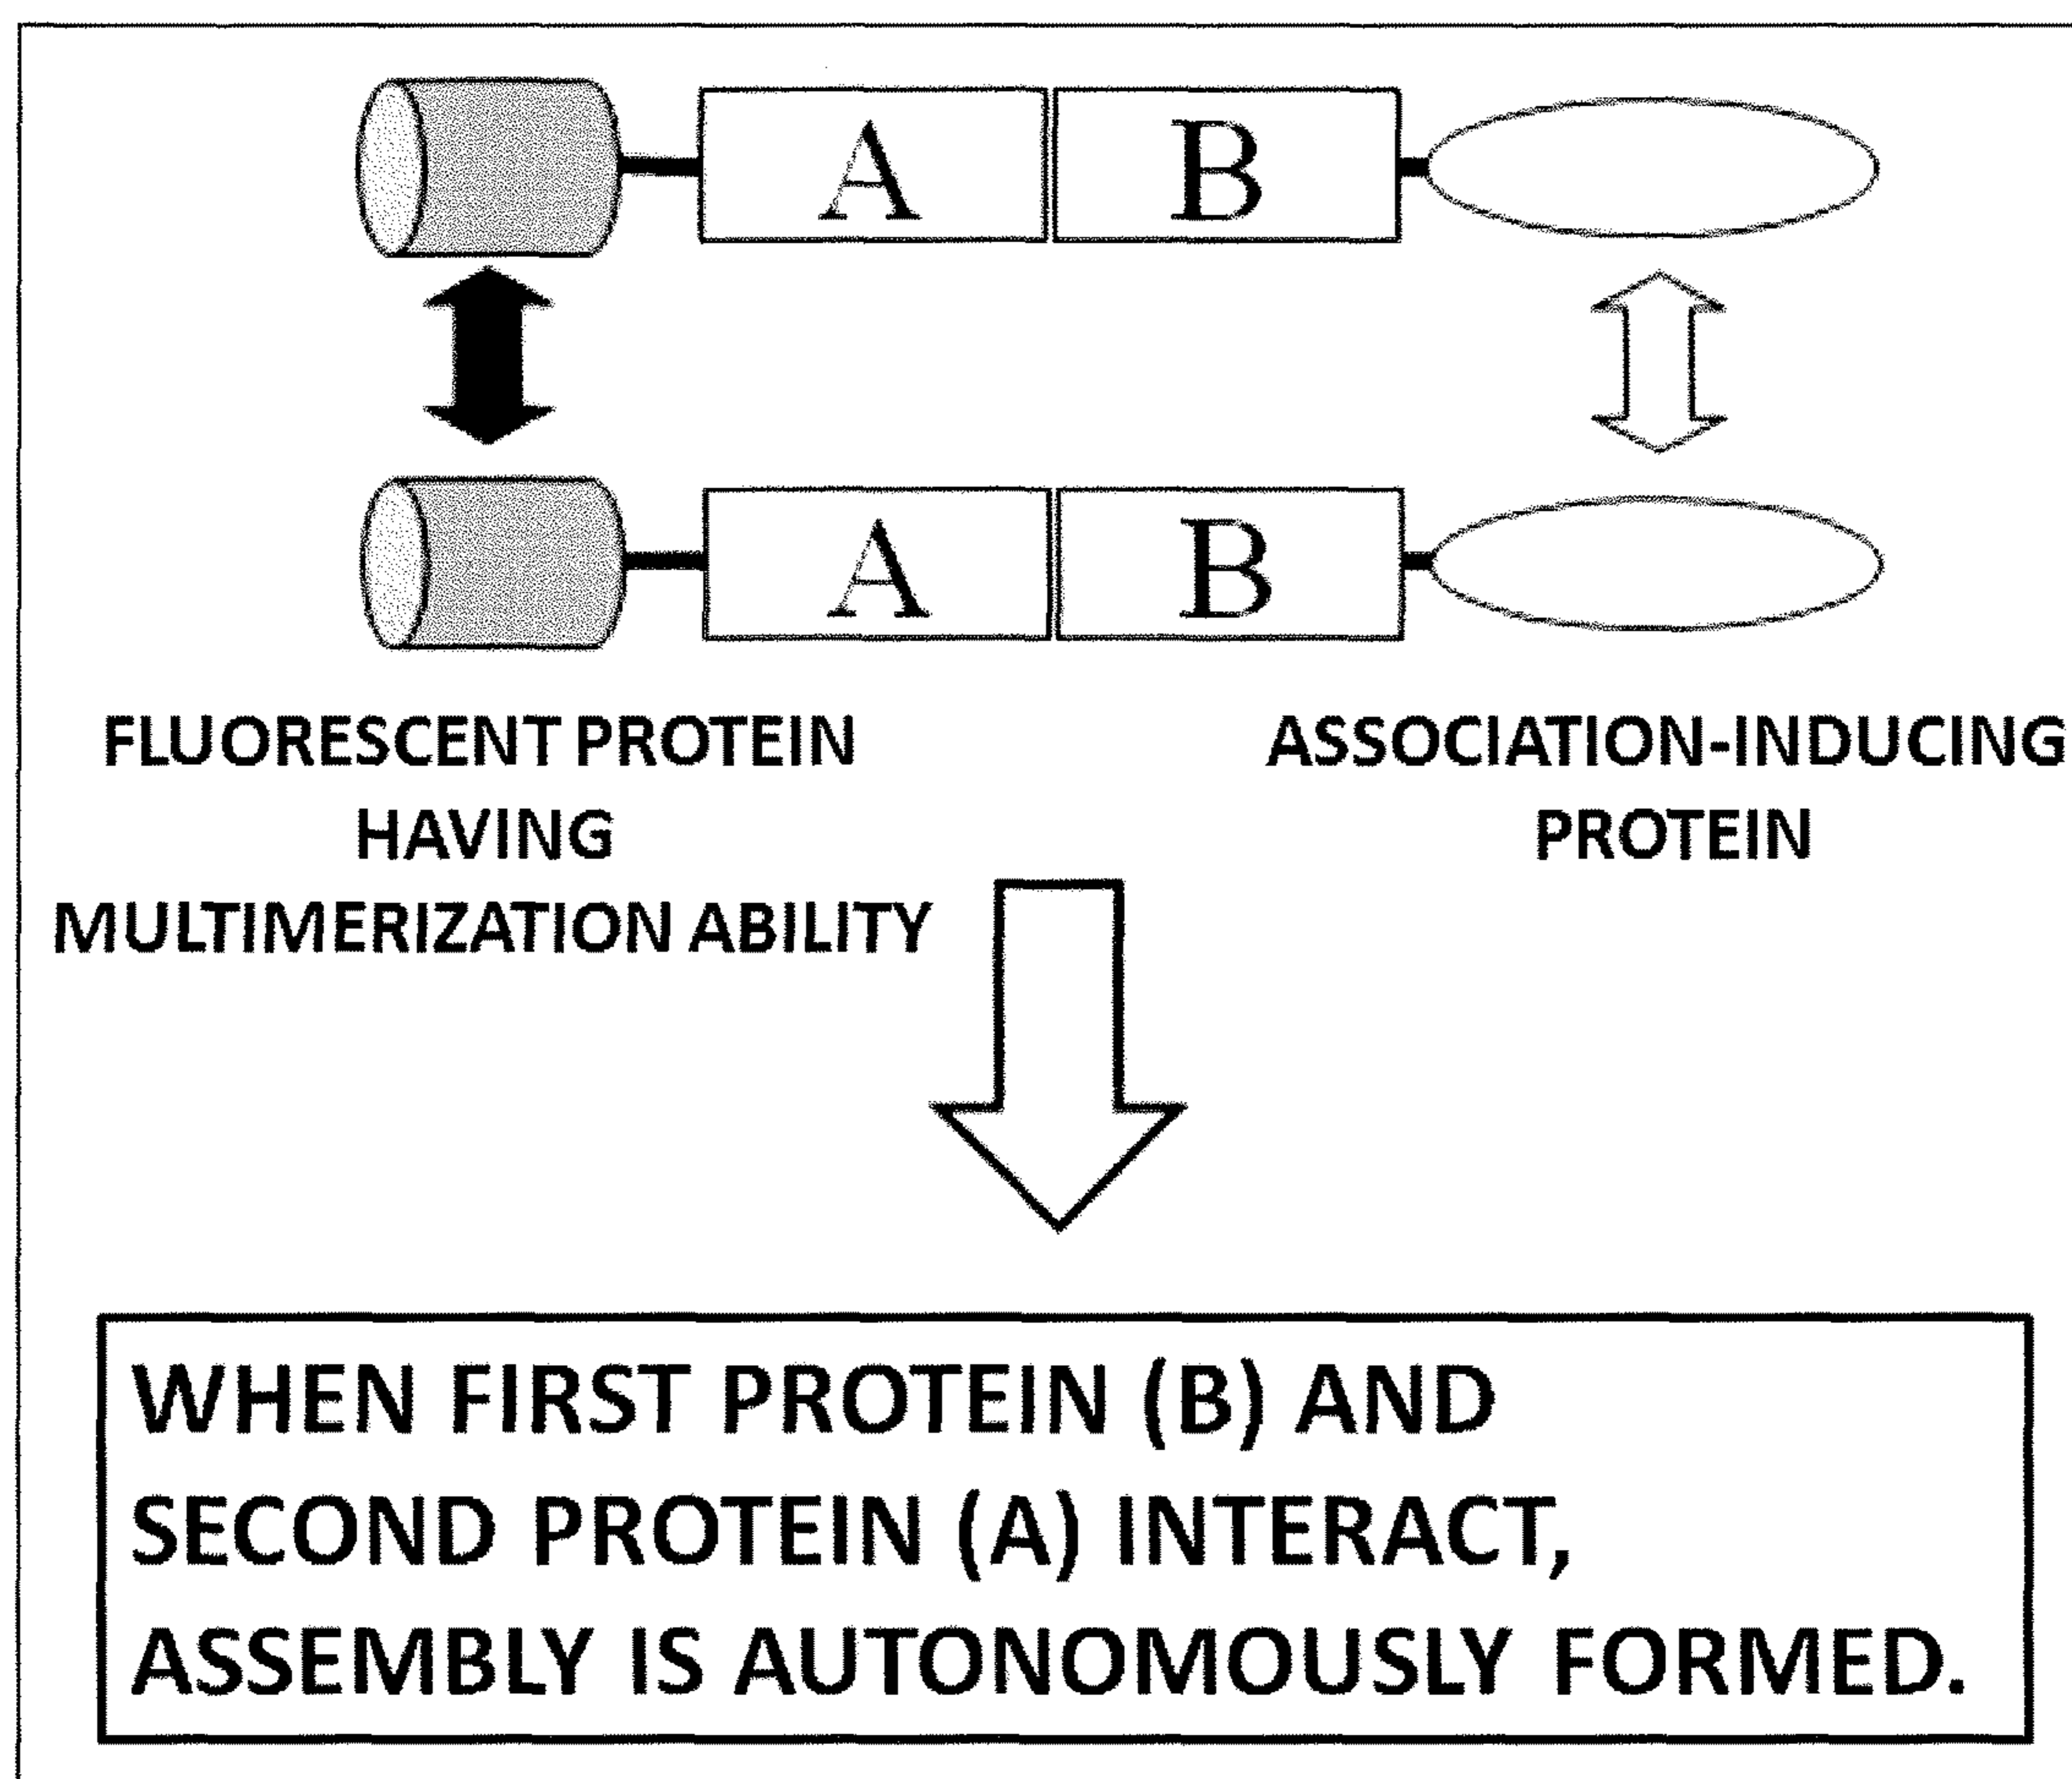 A B
A B
FLUORESCENT PROTEIN
HAVING
MULTIMERIZATION ABILITY
ASSOCIATION-INDUCING
PROTEIN
WHEN FIRST PROTEIN (B) AND
SECOND PROTEIN (A) INTERACT,
ASSEMBLY IS AUTONOMOUSLY FORMED.